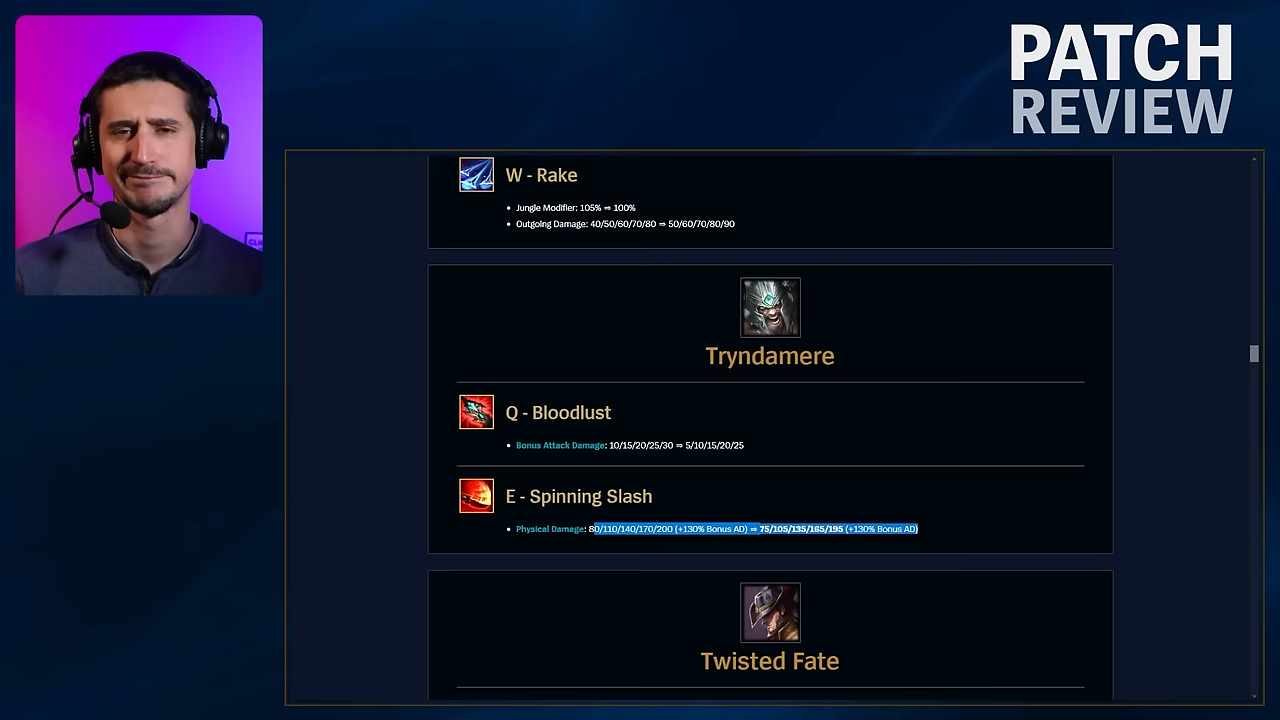 PATCH
REVIEW
W - Rake
Jungle Modifier: 105% ⇒ 100%
Outgoing Damage: 40/50/60/70/80 ⇒ 50/60/70/80/90
Tryndamere
Q - Bloodlust
Bonus Attack Damage: 10/15/20/25/30 ⇒ 5/10/15/20/25
E - Spinning Slash
Physical Damage: 80/110/140/170/200 (+130% Bonus AD) ⇒ 75/105/135/165/195 (+130% Bonus AD)
Twisted Fate